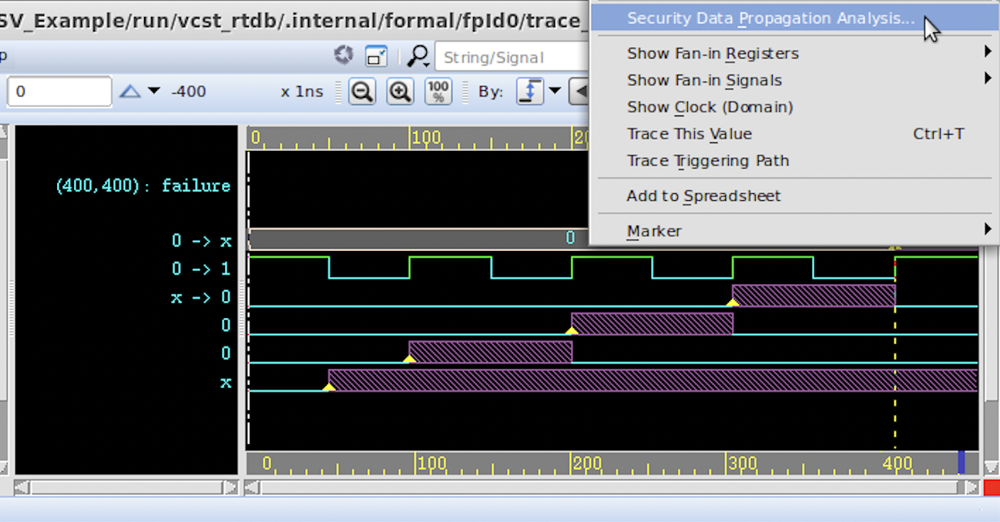 SV_Example/run/vcst_rtdb/.internal/formal/fpId0/trace_
p
String/Signal
0
-400
x 1ns
100 %
By:
Security Data Propagation Analysis...
Show Fan-in Registers
Show Fan-in Signals
Show Clock (Domain)
Trace This Value Ctrl+T
Trace Triggering Path
Add to Spreadsheet
Marker
0 100 20
(400,400): failure
0 -> x
0
0 -> 1
x -> 0
0
0
x
0 100 200 300 400